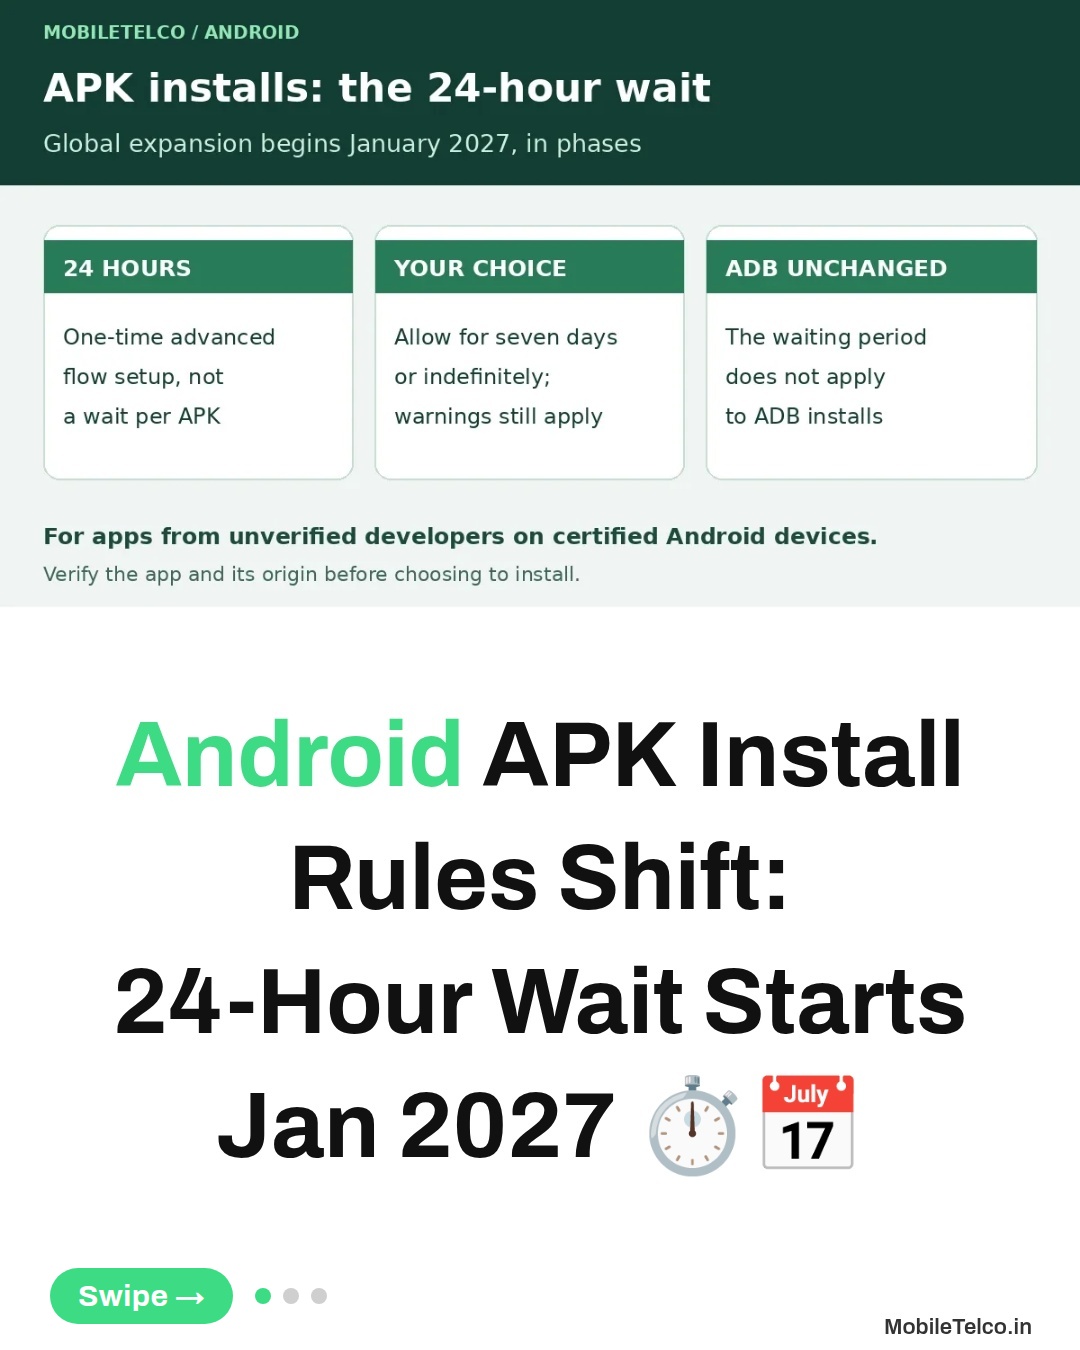 MOBILETELCO / ANDROID
APK installs: the 24-hour wait
Global expansion begins January 2027, in phases
24 HOURS
One-time advanced
flow setup, not
a wait per APK
YOUR CHOICE
Allow for seven days
or indefinitely;
warnings still apply
ADB UNCHANGED
The waiting period
does not apply
to ADB installs
For apps from unverified developers on certified Android devices.
Verify the app and its origin before choosing to install.
Android APK Install
Rules Shift:
24-Hour Wait Starts
Jan 2027
July
17
Swipe →
MobileTelco.in